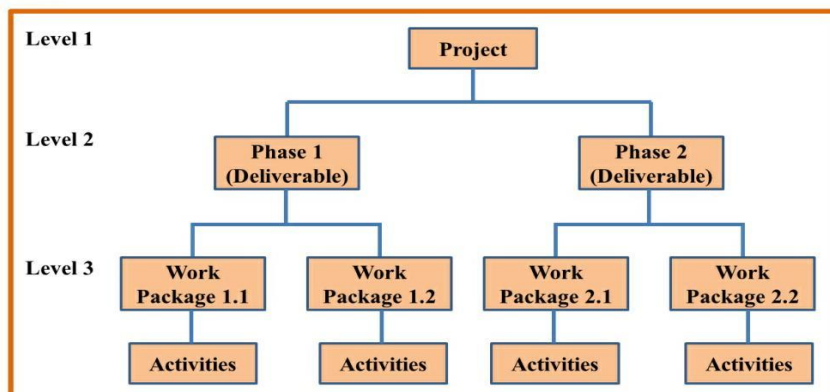 Level 1
Project
Level 2
Phase 1
(Deliverable)
Phase 2
(Deliverable)
Level 3
Work
Package 1.1
Work
Package 1.2
Work
Package 2.1
Work
Package 2.2
Activities
Activities
Activities
Activities